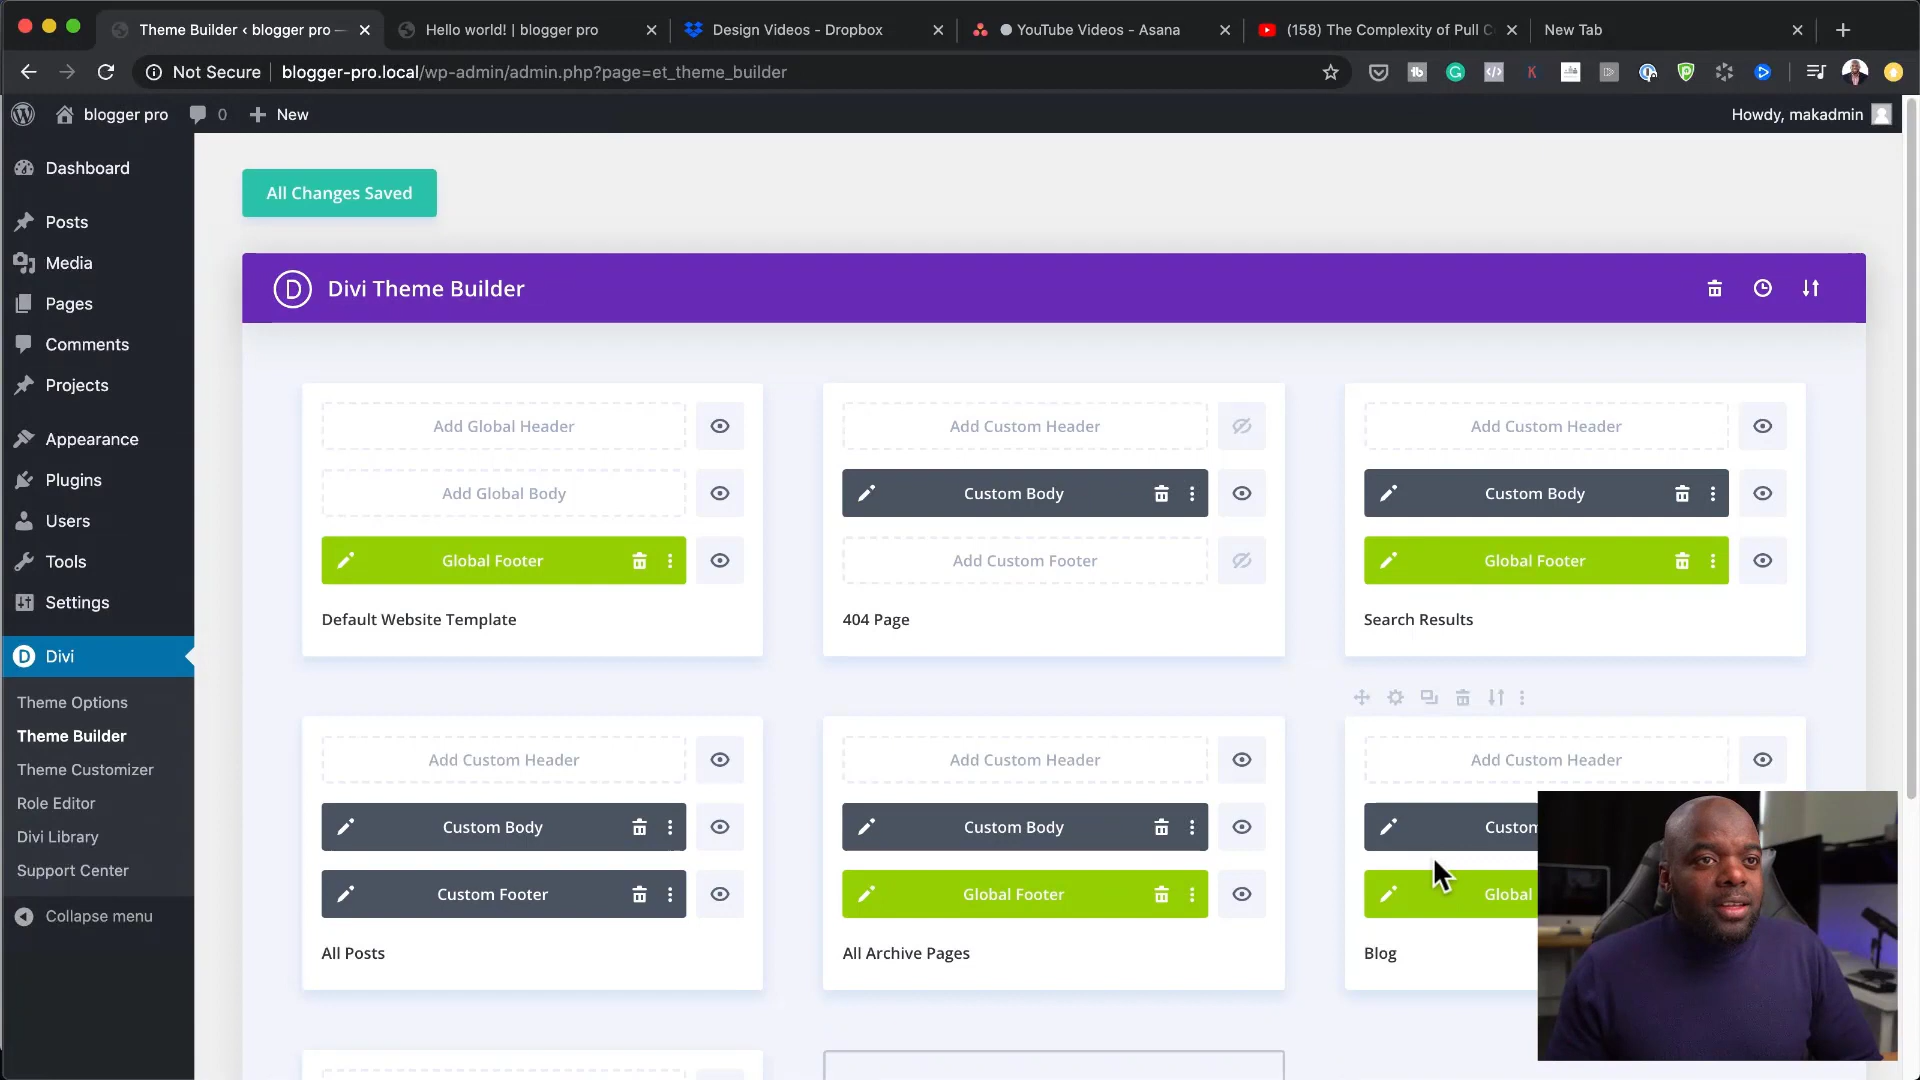 Theme Builder ‹ blogger pro —
Hello world! | blogger pro
Design Videos - Dropbox
YouTube Videos - Asana
(158) The Complexity of Pull C
New Tab
Not Secure
blogger-pro.local/wp-admin/admin.php?page=et_theme_builder
blogger pro
0
New
Howdy, makadmin
Dashboard
Posts
Media
Pages
Comments
Projects
Appearance
Plugins
Users
Tools
Settings
Divi
Theme Options
Theme Builder
Theme Customizer
Role Editor
Divi Library
Support Center
Collapse menu
All Changes Saved
D Divi Theme Builder
Add Global Header
Add Global Body
Global Footer
Default Website Template
Add Custom Header
Custom Body
Add Custom Footer
404 Page
Add Custom Header
Custom Body
Global Footer
Search Results
Add Custom Header
Custom Body
Custom Footer
All Posts
Add Custom Header
Custom Body
Global Footer
All Archive Pages
Add Custom Header
Custom
Global
Blog